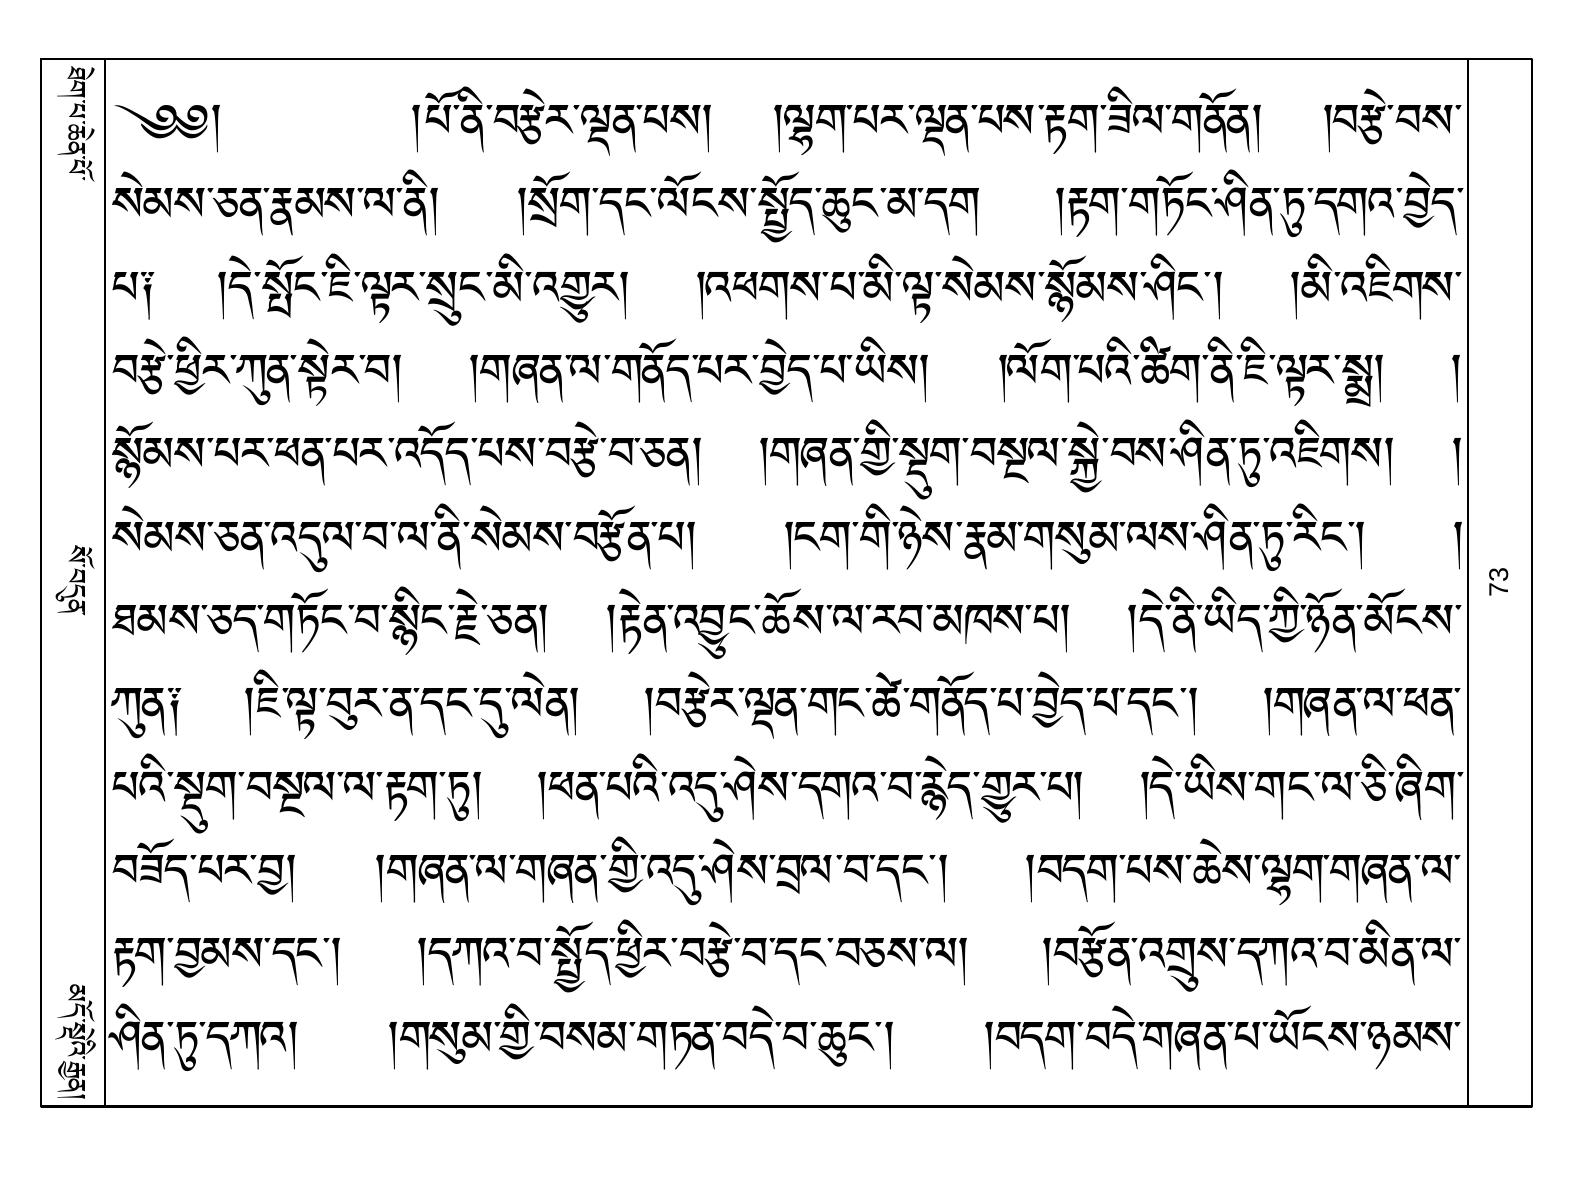 ཐེག་པ་ཆེན་པོ་
༄༅། །པོ་ནི་བརྩེར་ལྡན་པས། །ལྷག་པར་ལྡན་པས་རྟག་ཟིལ་གནོན། །བརྩེ་བས་
སེམས་ཅན་རྣམས་ལ་ནི། །སྲོག་དང་ལོངས་སྤྱོད་ཆུང་མ་དག །རྟག་གཏོང་ཤིན་ཏུ་དགའ་བྱེད་
པ༑ །དེ་སྤོང་ཇི་ལྟར་སྲུང་མི་འགྱུར། །འཕགས་པ་མི་ལྟ་སེམས་སྙོམས་ཤིང་། །མི་འཇིགས་
བརྩེ་ཕྱིར་ཀུན་སྟེར་བ། །གཞན་ལ་གནོད་པར་བྱེད་པ་ཡིས། །ལོག་པའི་ཚིག་ནི་ཇི་ལྟར་སྨྲ། །
སྙོམས་པར་ཕན་པར་འདོད་པས་བརྩེ་བ་ཅན། །གཞན་གྱི་སྡུག་བསྔལ་སྐྱེ་བས་ཤིན་ཏུ་འཇིགས། །
སེམས་ཅན་འདུལ་བ་ལ་ནི་སེམས་བརྩོན་པ། །ངག་གི་ཉེས་རྣམ་གསུམ་ལས་ཤིན་ཏུ་རིང་། །
ཐམས་ཅད་གཏོང་བ་སྙིང་རྗེ་ཅན། །རྟེན་འབྱུང་ཆོས་ལ་རབ་མཁས་པ། །དེ་ནི་ཡིད་ཀྱི་ཉོན་མོངས་
ཀུན༑ །ཇི་ལྟ་བུར་ན་དང་དུ་ལེན། །བརྩེར་ལྡན་གང་ཚེ་གནོད་པ་བྱེད་པ་དང་། །གཞན་ལ་ཕན་
པའི་སྡུག་བསྔལ་ལ་རྟག་ཏུ། །ཕན་པའི་འདུ་ཤེས་དགའ་བ་རྙེད་གྱུར་པ། །དེ་ཡིས་གང་ལ་ཅི་ཞིག་
བཟོད་པར་བྱ། །གཞན་ལ་གཞན་གྱི་འདུ་ཤེས་བྲལ་བ་དང་། །བདག་པས་ཆེས་ལྷག་གཞན་ལ་
རྟག་བྱམས་དང་། །དཀའ་བ་སྤྱོད་ཕྱིར་བརྩེ་བ་དང་བཅས་ལ། །བརྩོན་འགྲུས་དཀའ་བ་མིན་ལ་
ཤིན་ཏུ་དཀའ། །གསུམ་གྱི་བསམ་གཏན་བདེ་བ་ཆུང་། །བདག་བདེ་གཞན་པ་ཡོངས་ཉམས་
སོ་བདུན
མདོ་སྡེའི་རྒྱན།
73